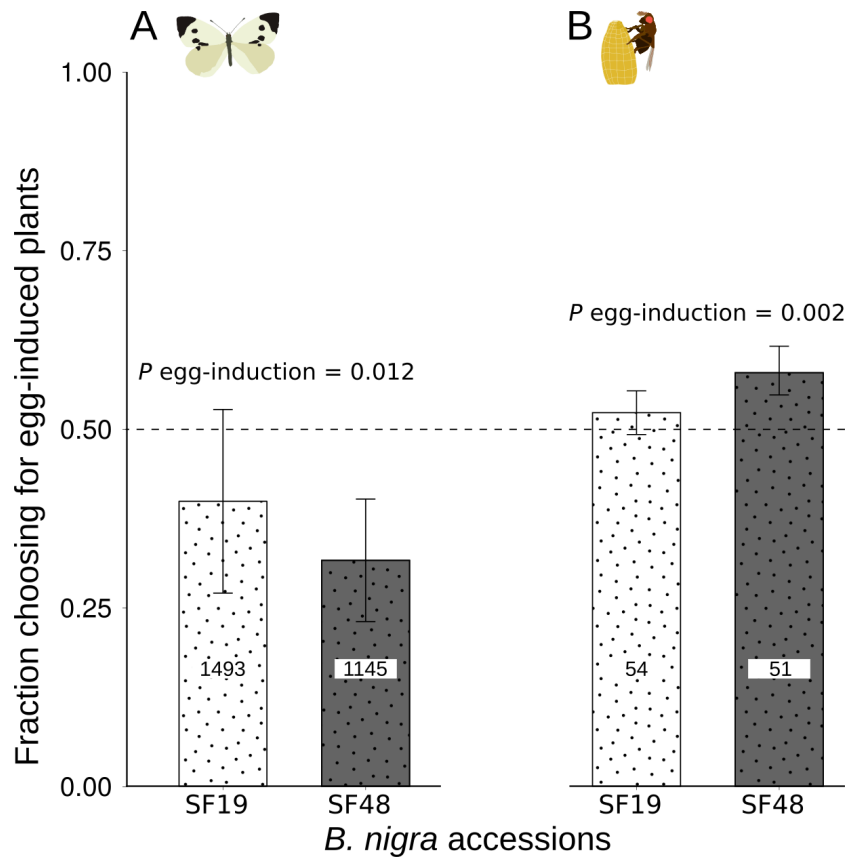 A
B
Fraction choosing for egg-induced plants
1.00
0.75
0.50
0.25
0.00
P egg-induction = 0.012
P egg-induction = 0.002
1493
1145
54
51
SF19
SF48
SF19
SF48
B. nigra accessions